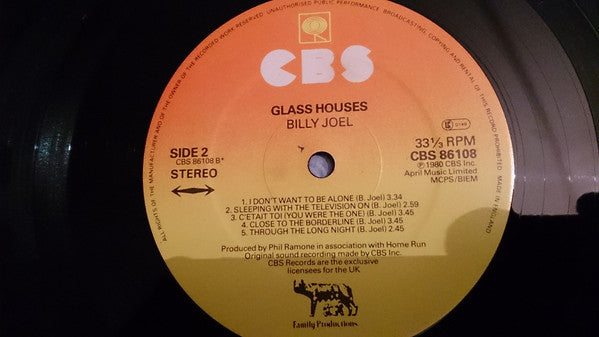 ALL RIGHTS OF THE MANUFACTURER AND OF THE OWNER OF THE RECORDED WORK RESERVED UNAUTHORISED PUBLIC PERFORMANCE BROADCASTING, COPYING AND RENTAL OF THIS RECORD PROHIBITED MADE IN ENGLAND
CBS
GLASS HOUSES
BILLY JOEL
SIDE 2
CBS 86108 B*
STEREO
33⅓ RPM
CBS 86108
℗ 1980 CBS Inc.
April Music Limited
MCPS/BIEM
1. I DON'T WANT TO BE ALONE (B. Joel) 3.34
2. SLEEPING WITH THE TELEVISION ON (B. Joel) 2.59
3. C'ETAIT TOI (YOU WERE THE ONE) (B. Joel) 3.45
4. CLOSE TO THE BORDERLINE (B. Joel) 3.45
5. THROUGH THE LONG NIGHT (B. Joel) 2.45
Produced by Phil Ramone in association with Home Run
Original sound recording made by CBS Inc.
CBS Records are the exclusive
licensees for the UK
Family Productions